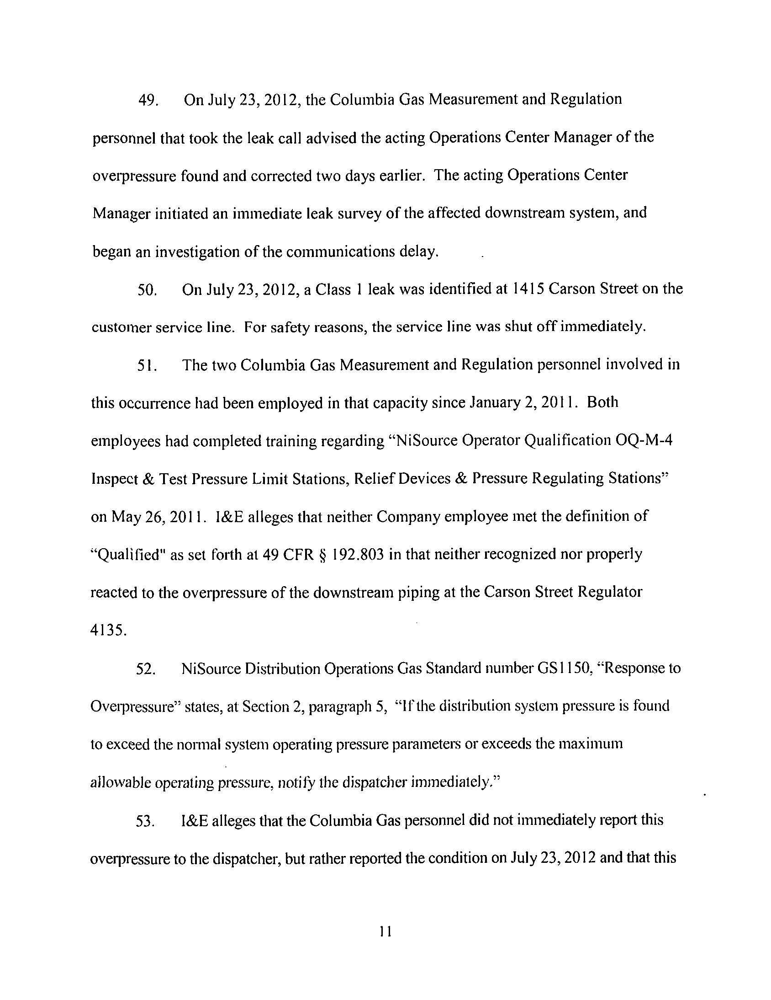 49. On July 23, 2012, the Columbia Gas Measurement and Regulation
personnel that took the leak call advised the acting Operations Center Manager of the
overpressure found and corrected two days earlier. The acting Operations Center
Manager initiated an immediate leak survey of the affected downstream system, and
began an investigation of the communications delay.
50. On July 23, 2012, a Class 1 leak was identified at 1415 Carson Street on the
customer service line. For safety reasons, the service line was shut off immediately.
51. The two Columbia Gas Measurement and Regulation personnel involved in
this occurrence had been employed in that capacity since January 2, 2011. Both
employees had completed training regarding “NiSource Operator Qualification OQ-M-4
Inspect & Test Pressure Limit Stations, Relief Devices & Pressure Regulating Stations”
on May 26, 2011. I&E alleges that neither Company employee met the definition of
“Qualified" as set forth at 49 CFR § 192.803 in that neither recognized nor properly
reacted to the overpressure of the downstream piping at the Carson Street Regulator
4135.
52. NiSource Distribution Operations Gas Standard number GS1150, “Response to
Overpressure” states, at Section 2, paragraph 5, “If the distribution system pressure is found
to exceed the normal system operating pressure parameters or exceeds the maximum
allowable operating pressure, notify the dispatcher immediately.”
53. I&E alleges that the Columbia Gas personnel did not immediately report this
overpressure to the dispatcher, but rather reported the condition on July 23, 2012 and that this
11